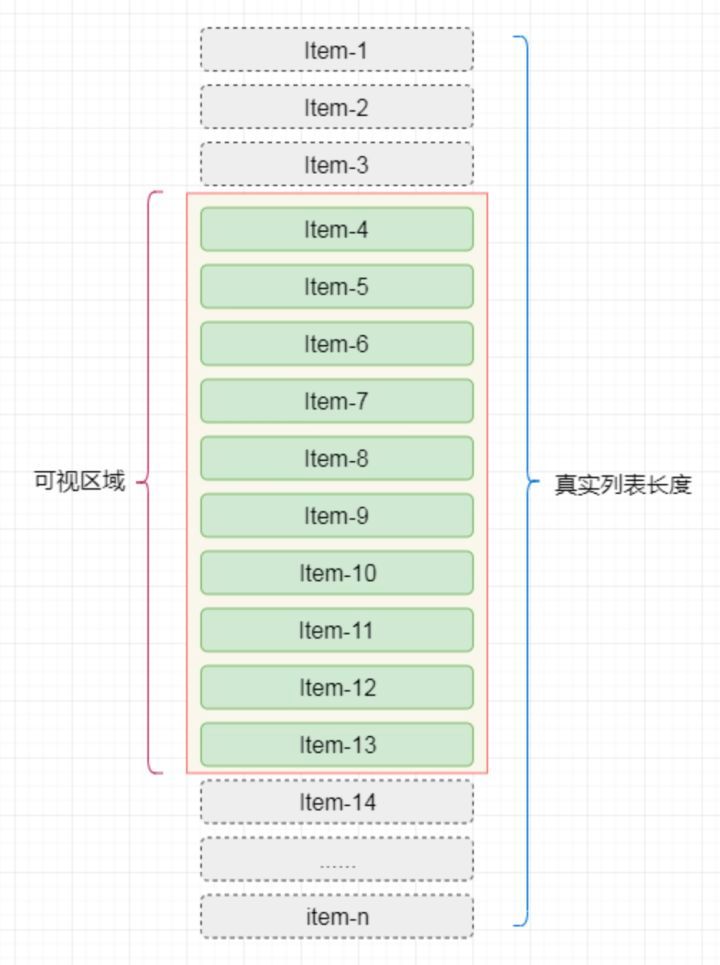 Item-1
Item-2
Item-3
Item-4
Item-5
Item-6
Item-7
Item-8
可视区域
真实列表长度
Item-9
Item-10
Item-11
Item-12
Item-13
Item-14
......
item-n